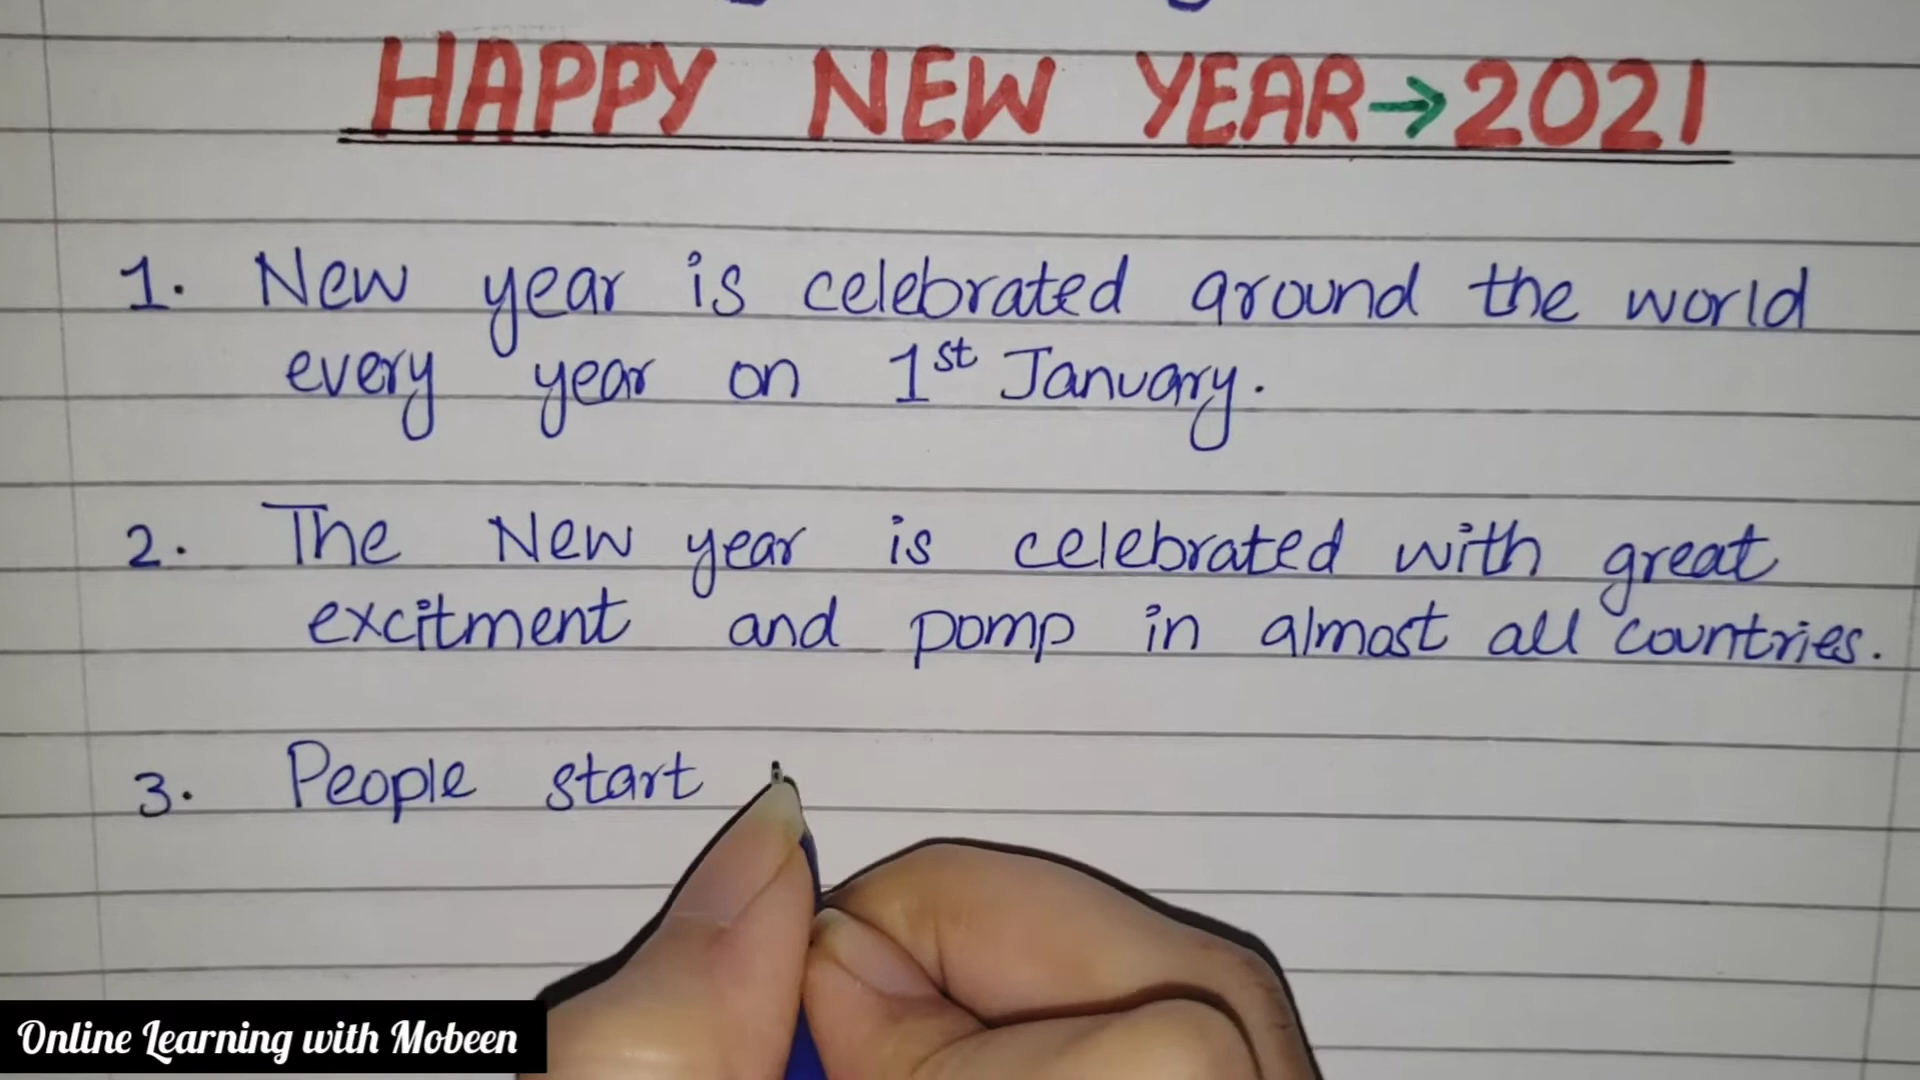 HAPPY NEW YEAR→2021
1. New year is celebrated around the world
every year on 1st January.
2. The New year is celebrated with great
excitment and pomp in almost all countries.
3. People start
Online Learning with Mobeen